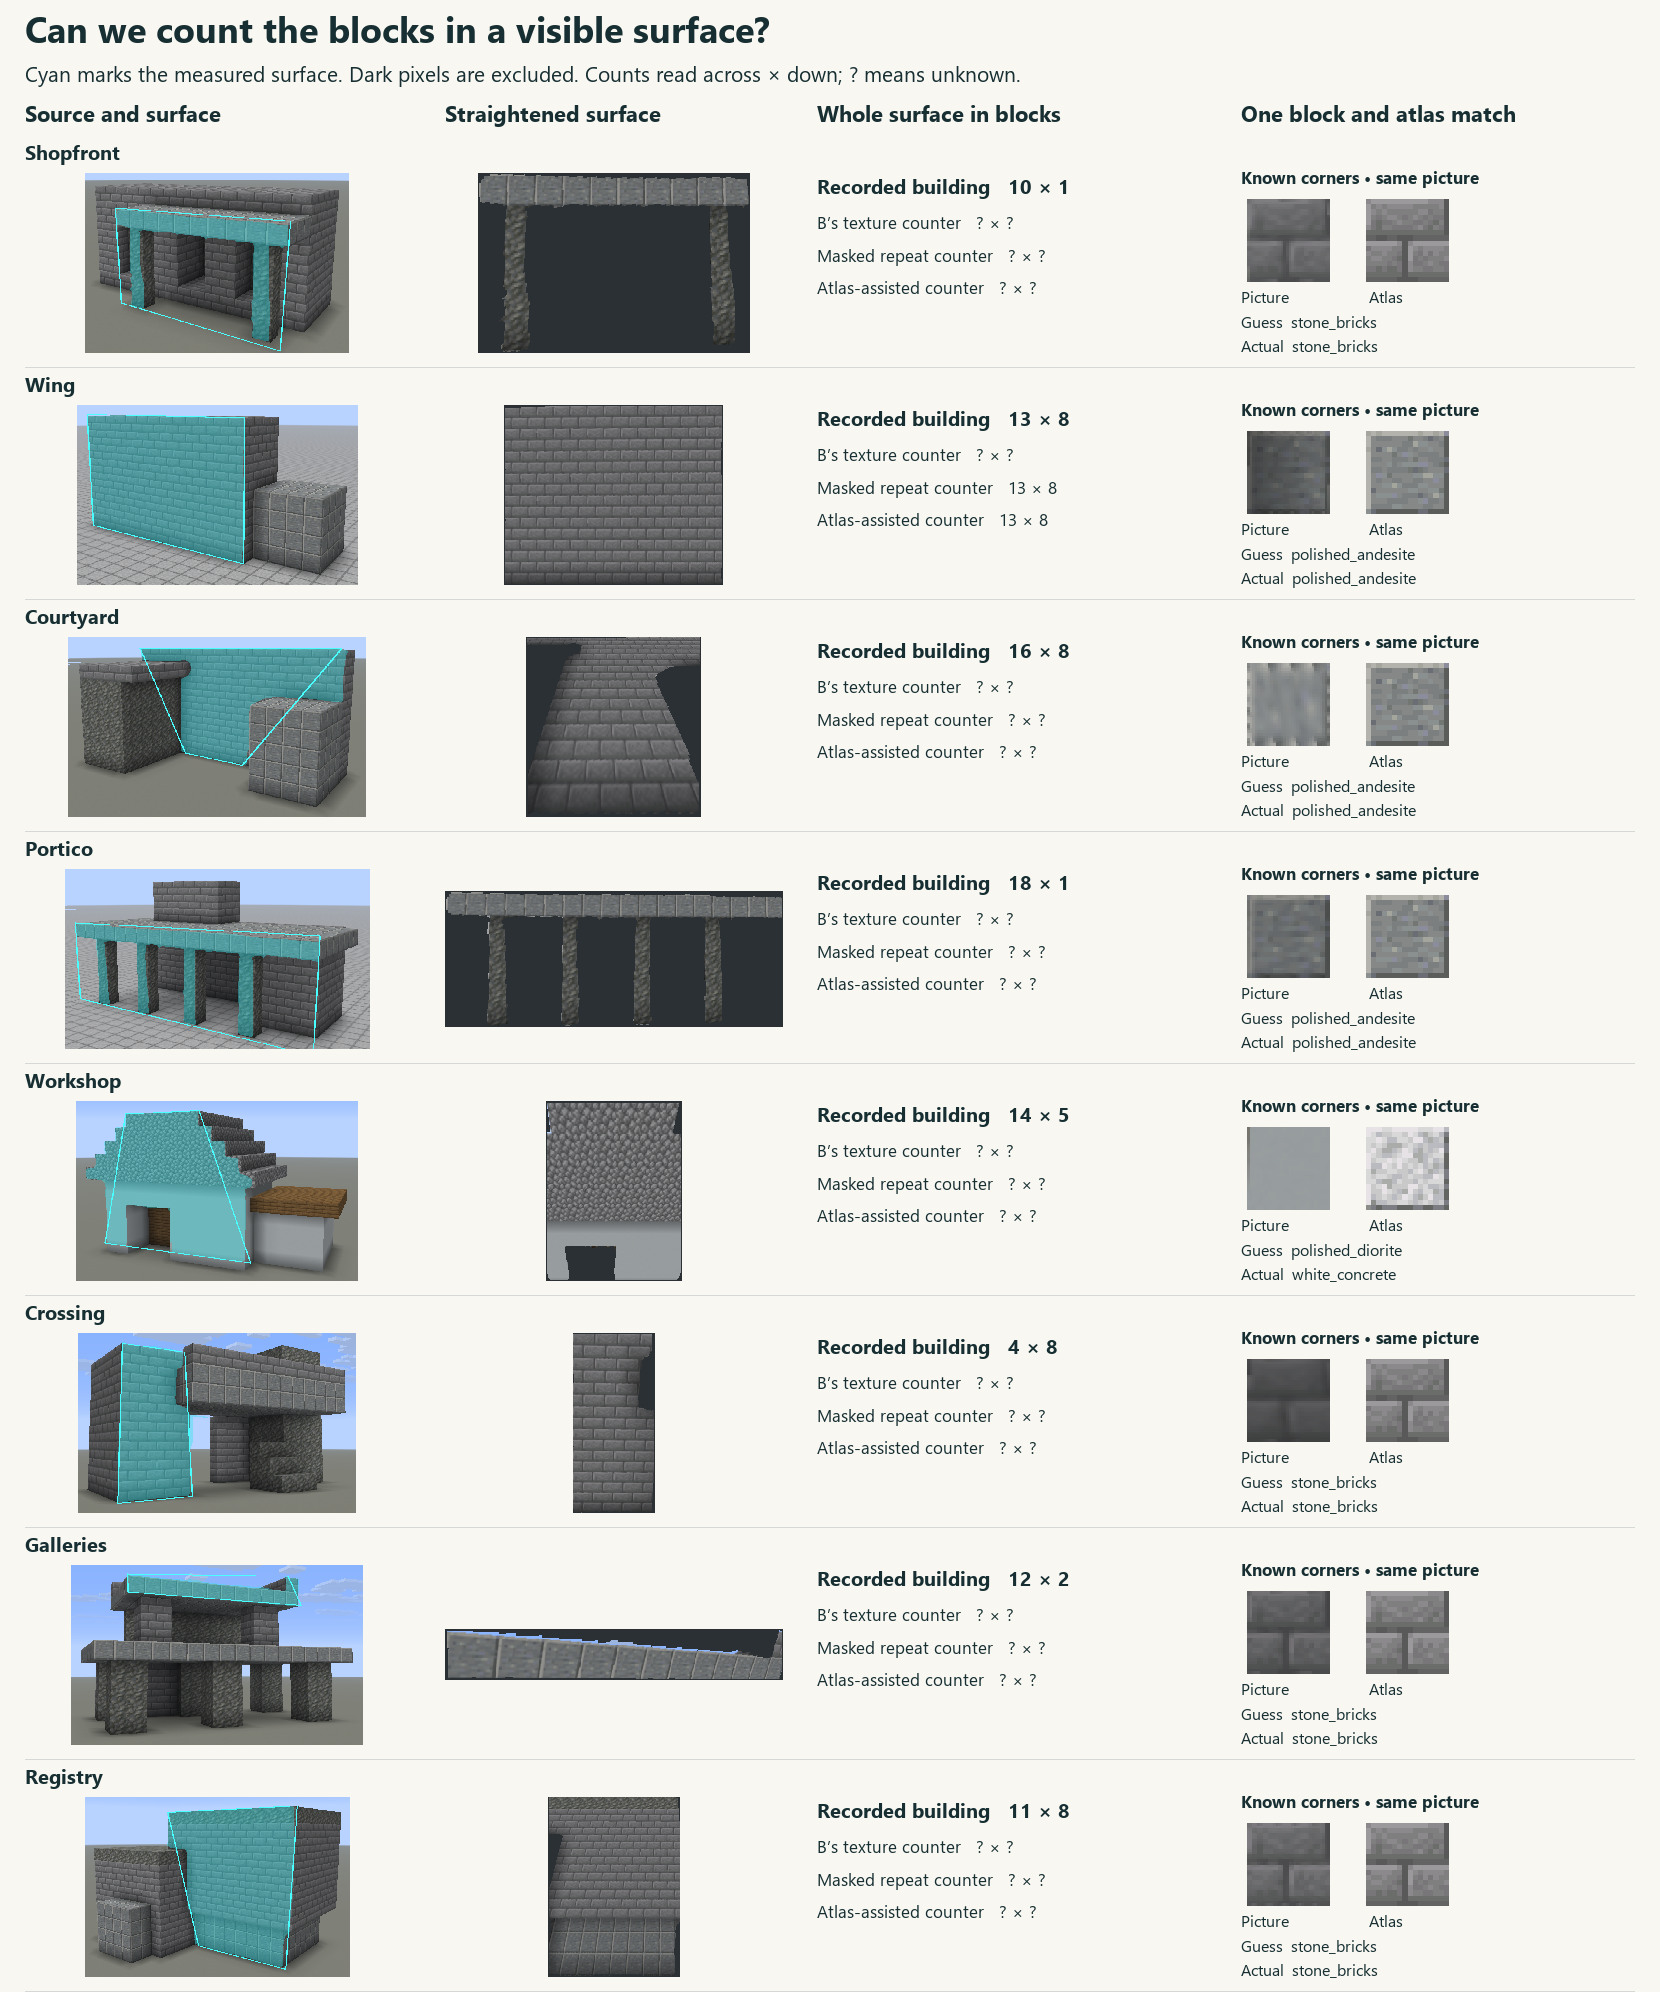 Can we count the blocks in a visible surface?
Cyan marks the measured surface. Dark pixels are excluded. Counts read across × down; ? means unknown.
Source and surface
Straightened surface
Whole surface in blocks
One block and atlas match
Shopfront
Recorded building 10 × 1
B's texture counter ? × ?
Masked repeat counter ? × ?
Atlas-assisted counter ? × ?
Known corners • same picture
Picture Atlas
Guess stone_bricks
Actual stone_bricks
Wing
Recorded building 13 × 8
B's texture counter ? × ?
Masked repeat counter 13 × 8
Atlas-assisted counter 13 × 8
Known corners • same picture
Picture Atlas
Guess polished_andesite
Actual polished_andesite
Courtyard
Recorded building 16 × 8
B's texture counter ? × ?
Masked repeat counter ? × ?
Atlas-assisted counter ? × ?
Known corners • same picture
Picture Atlas
Guess polished_andesite
Actual polished_andesite
Portico
Recorded building 18 × 1
B's texture counter ? × ?
Masked repeat counter ? × ?
Atlas-assisted counter ? × ?
Known corners • same picture
Picture Atlas
Guess polished_andesite
Actual polished_andesite
Workshop
Recorded building 14 × 5
B's texture counter ? × ?
Masked repeat counter ? × ?
Atlas-assisted counter ? × ?
Known corners • same picture
Picture Atlas
Guess polished_diorite
Actual white_concrete
Crossing
Recorded building 4 × 8
B's texture counter ? × ?
Masked repeat counter ? × ?
Atlas-assisted counter ? × ?
Known corners • same picture
Picture Atlas
Guess stone_bricks
Actual stone_bricks
Galleries
Recorded building 12 × 2
B's texture counter ? × ?
Masked repeat counter ? × ?
Atlas-assisted counter ? × ?
Known corners • same picture
Picture Atlas
Guess stone_bricks
Actual stone_bricks
Registry
Recorded building 11 × 8
B's texture counter ? × ?
Masked repeat counter ? × ?
Atlas-assisted counter ? × ?
Known corners • same picture
Picture Atlas
Guess stone_bricks
Actual stone_bricks